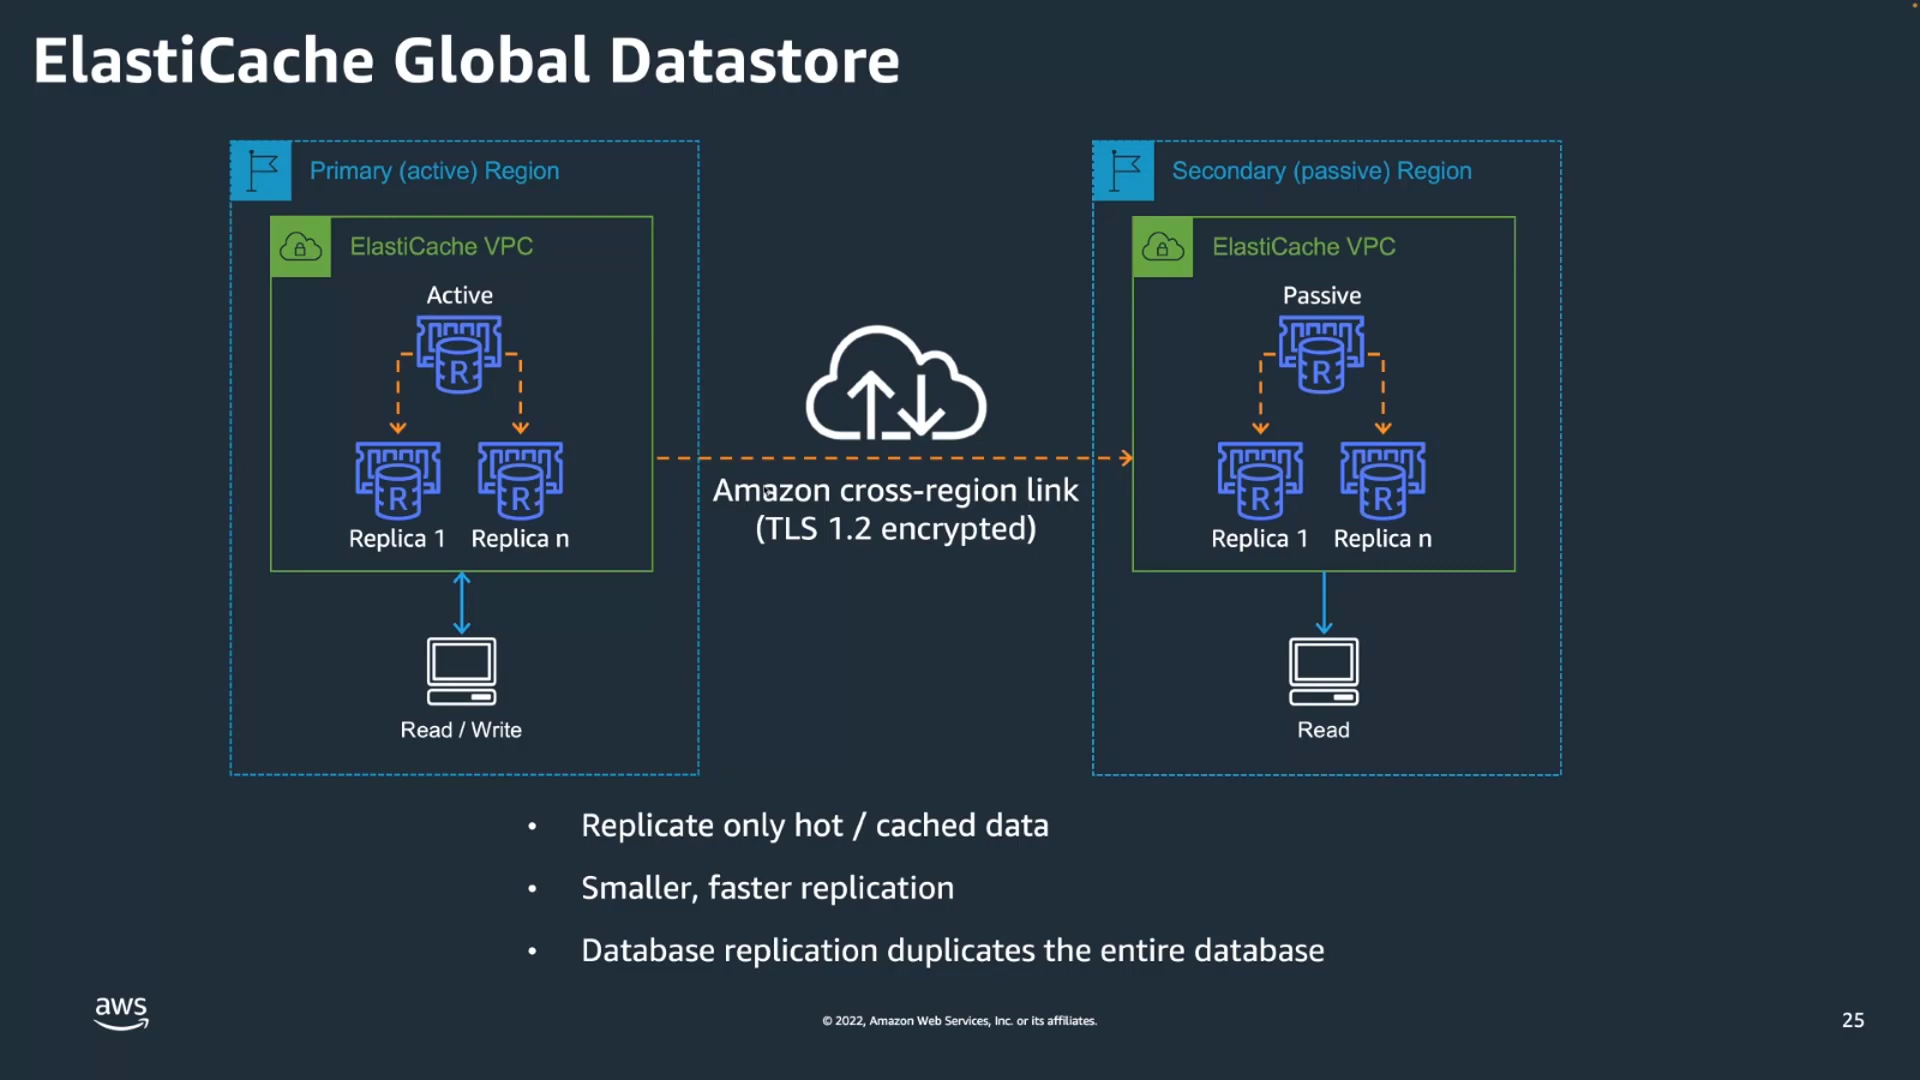 ElastiCache Global Datastore
Primary (active) Region
ElastiCache VPC
Active
R
R
R
Replica 1
Replica n
Read / Write
Amazon cross-region link
(TLS 1.2 encrypted)
Secondary (passive) Region
ElastiCache VPC
Passive
R
R
R
Replica 1
Replica n
Read
• Replicate only hot / cached data
• Smaller, faster replication
• Database replication duplicates the entire database
aws
© 2022, Amazon Web Services, Inc. or its affiliates.
25